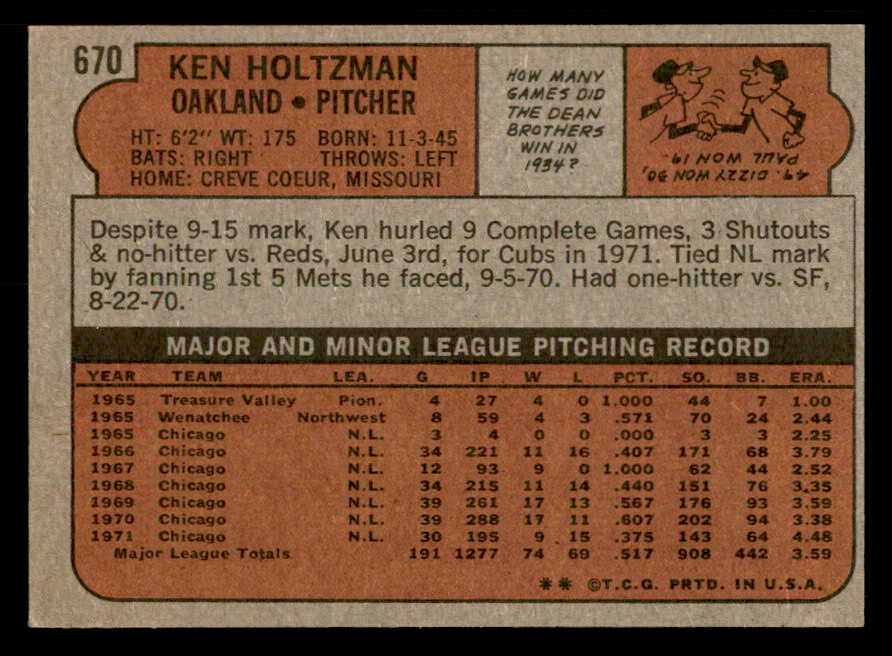 670
KEN HOLTZMAN
OAKLAND • PITCHER
HT: 6'2" WT: 175 BORN: 11-3-45
BATS: RIGHT THROWS: LEFT
HOME: CREVE COEUR, MISSOURI
HOW MANY
GAMES DID
THE DEAN
BROTHERS
WIN IN
1934?
49. DIZZY WON 30,
PAUL WON 19.
Despite 9-15 mark, Ken hurled 9 Complete Games, 3 Shutouts
& no-hitter vs. Reds, June 3rd, for Cubs in 1971. Tied NL mark
by fanning 1st 5 Mets he faced, 9-5-70. Had one-hitter vs. SF,
8-22-70.
MAJOR AND MINOR LEAGUE PITCHING RECORD
YEAR TEAM LEA. G IP W L PCT. SO. BB. ERA.
1965 Treasure Valley Pion. 4 27 4 0 1.000 44 7 1.00
1965 Wenatchee Northwest 8 59 4 3 .571 70 24 2.44
1965 Chicago N.L. 3 4 0 0 .000 3 3 2.25
1966 Chicago N.L. 34 221 11 16 .407 171 68 3.79
1967 Chicago N.L. 12 93 9 0 1.000 62 44 2.52
1968 Chicago N.L. 34 215 11 14 .440 151 76 3.35
1969 Chicago N.L. 39 261 17 13 .567 176 93 3.59
1970 Chicago N.L. 39 288 17 11 .607 202 94 3.38
1971 Chicago N.L. 30 195 9 15 .375 143 64 4.48
Major League Totals 191 1277 74 69 .517 908 442 3.59
** ©T.C.G. PRTD. IN U.S.A.